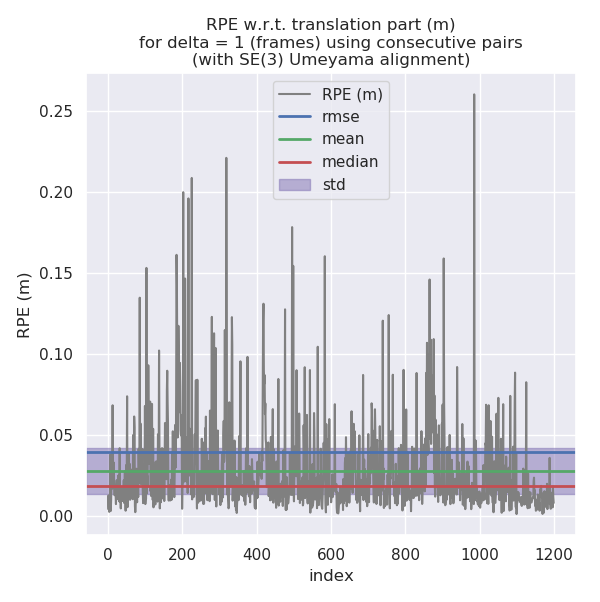 RPE w.r.t. translation part (m)
for delta = 1 (frames) using consecutive pairs
(with SE(3) Umeyama alignment)
RPE (m)
rmse
mean
median
std
RPE (m)
0.25
0.20
0.15
0.10
0.05
0.00
0 200 400 600 800 1000 1200
index